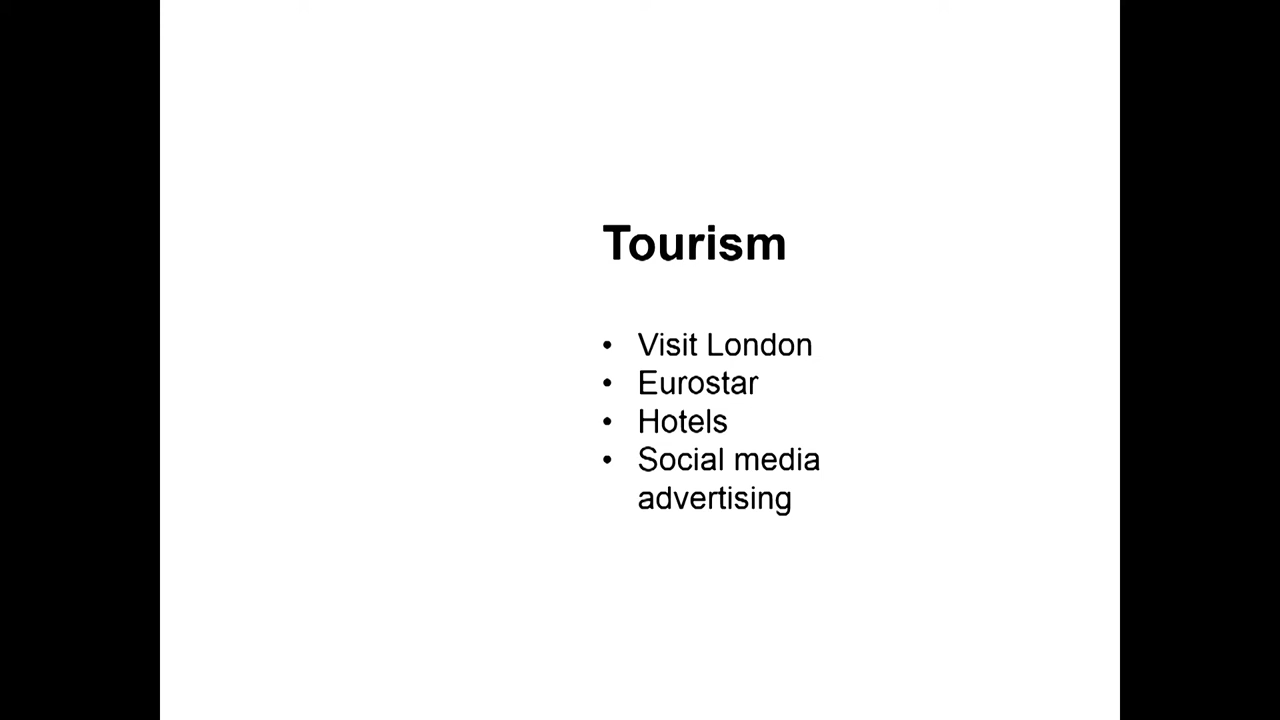 Tourism
• Visit London
• Eurostar
• Hotels
• Social media
advertising